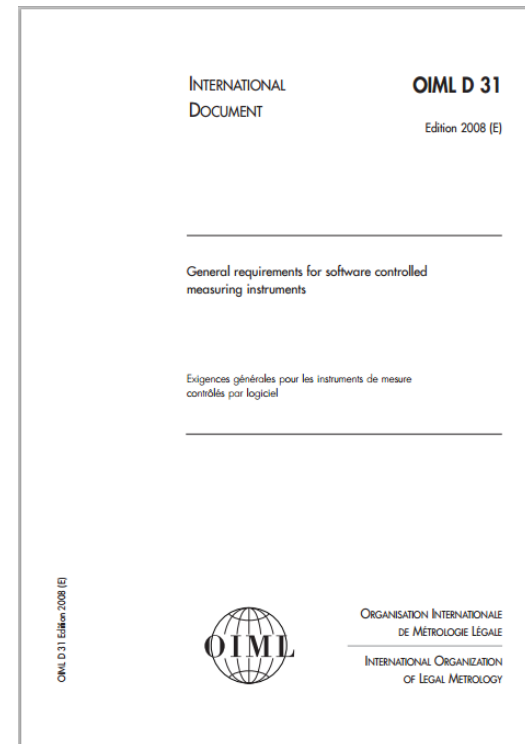 INTERNATIONAL
DOCUMENT
OIML D 31
Edition 2008 (E)
General requirements for software controlled
measuring instruments
Exigences générales pour les instruments de mesure
contrôlés par logiciel
OIML D 31 Edition 2008 (E)
OIML
ORGANISATION INTERNATIONALE
DE MÉTROLOGIE LÉGALE
INTERNATIONAL ORGANIZATION
OF LEGAL METROLOGY